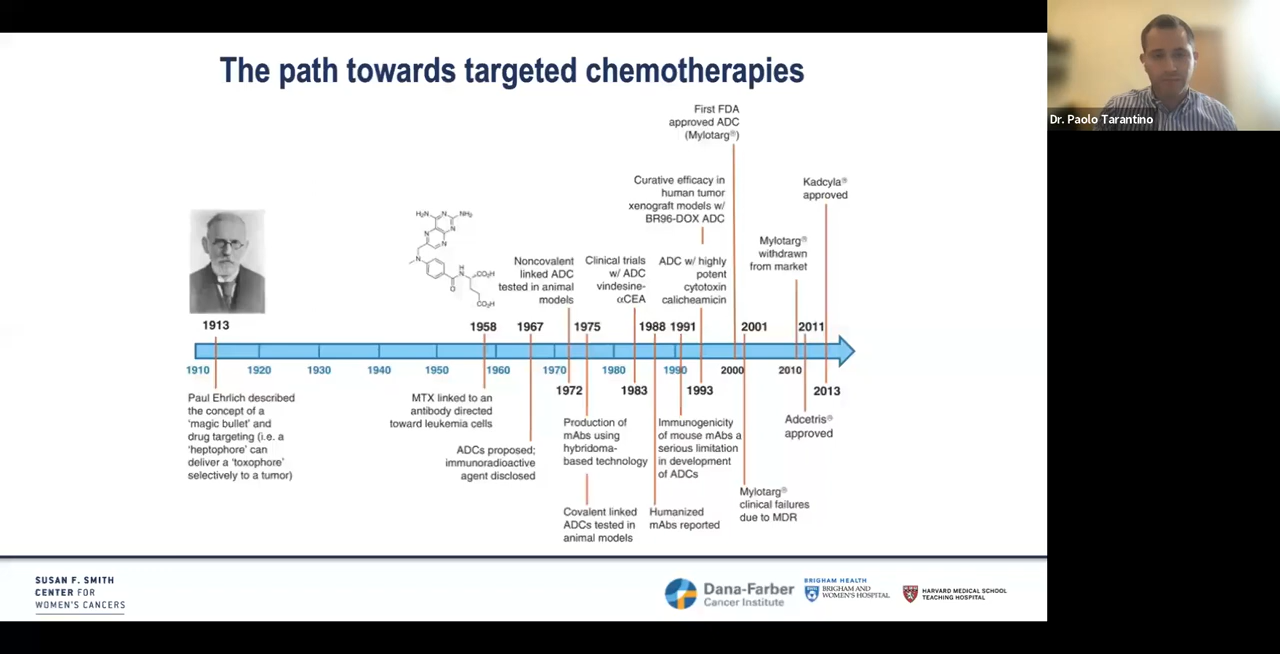 The path towards targeted chemotherapies
Dr. Paolo Tarantino
First FDA
approved ADC
(Mylotarg®)
Curative efficacy in
human tumor
xenograft models w/
BR96-DOX ADC
Kadcyla®
approved
Mylotarg®
withdrawn
from market
H₂N
N
N
NH₂
N
N
N
H
N
O
CO₂H
CO₂H
Noncovalent
linked ADC
tested in animal
models
Clinical trials
w/ ADC
vindesine-
αCEA
ADC w/ highly
potent
cytotoxin
calicheamicin
1913
1958
1967
1975
1988
1991
2001
2011
1910
1920
1930
1940
1950
1960
1970
1980
1990
2000
2010
1972
1983
1993
2013
Paul Ehrlich described
the concept of a
‘magic bullet’ and
drug targeting (i.e. a
‘heptophore’ can
deliver a ‘toxophore’
selectively to a tumor)
MTX linked to an
antibody directed
toward leukemia cells
ADCs proposed;
immunoradioactive
agent disclosed
Production of
mAbs using
hybridoma-
based technology
Covalent linked
ADCs tested in
animal models
Humanized
mAbs reported
Immunogenicity
of mouse mAbs a
serious limitation
in development
of ADCs
Mylotarg®
clinical failures
due to MDR
Adcetris®
approved
SUSAN F. SMITH
CENTER FOR
WOMEN'S CANCERS
Dana-Farber
Cancer Institute
BRIGHAM HEALTH
BRIGHAM AND
WOMEN'S HOSPITAL
HARVARD MEDICAL SCHOOL
TEACHING HOSPITAL